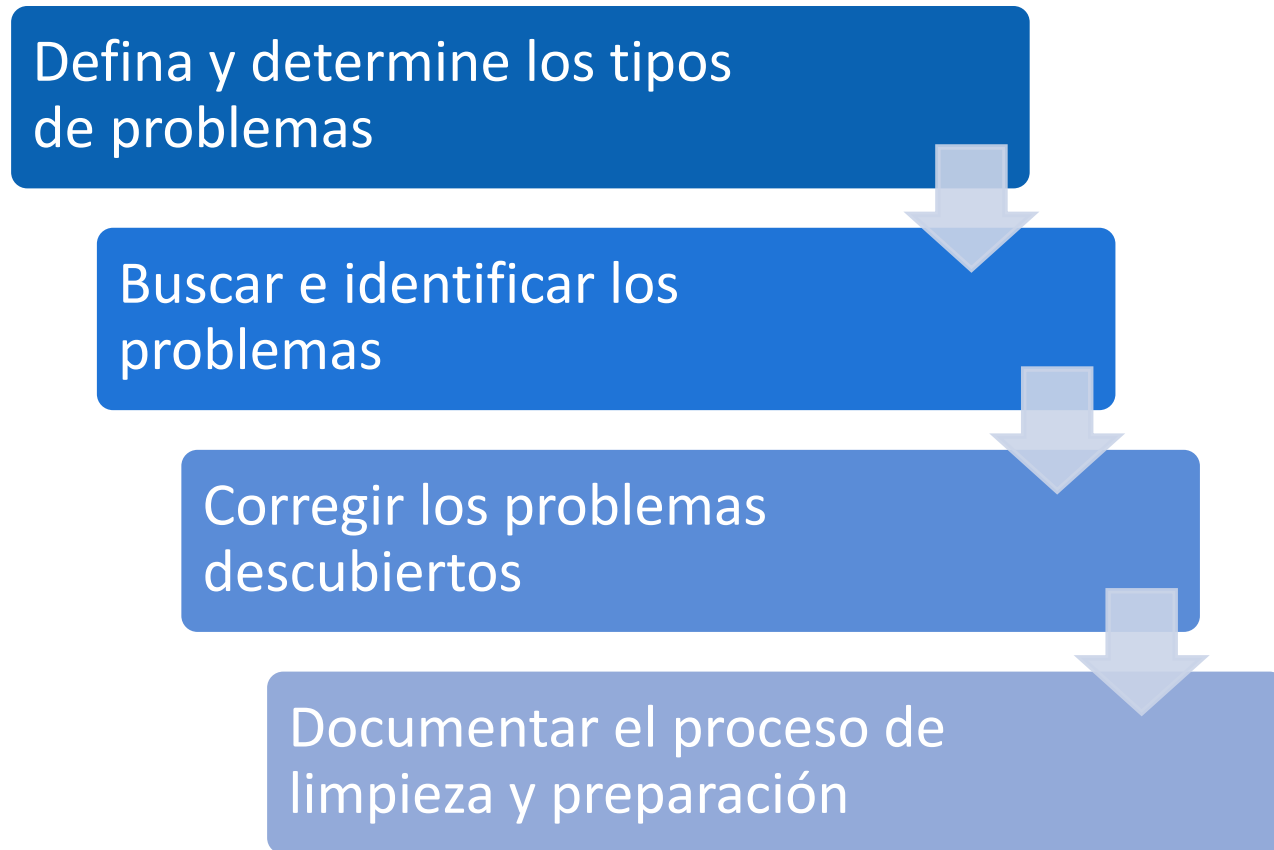 Defina y determine los tipos
de problemas
Buscar e identificar los
problemas
Corregir los problemas
descubiertos
Documentar el proceso de
limpieza y preparación